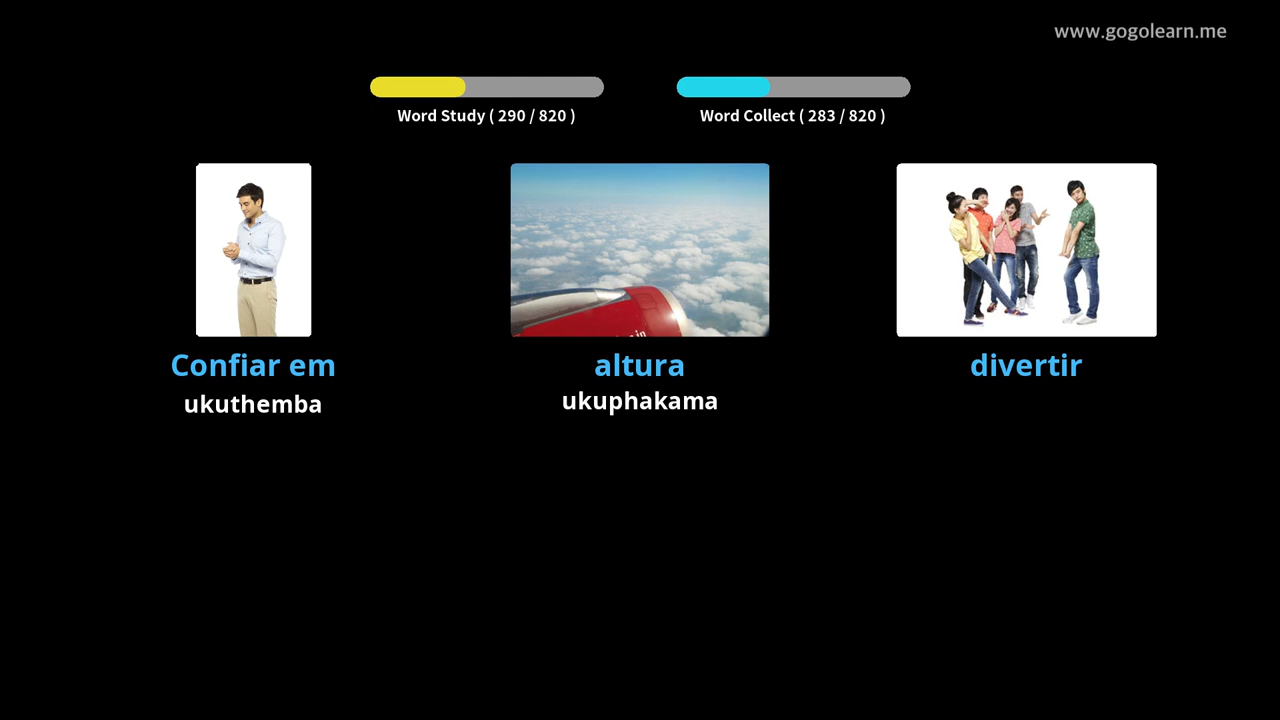 www.gogolearn.me
Word Study ( 290 / 820 )
Word Collect ( 283 / 820 )
Confiar em
ukuthemba
altura
ukuphakama
divertir